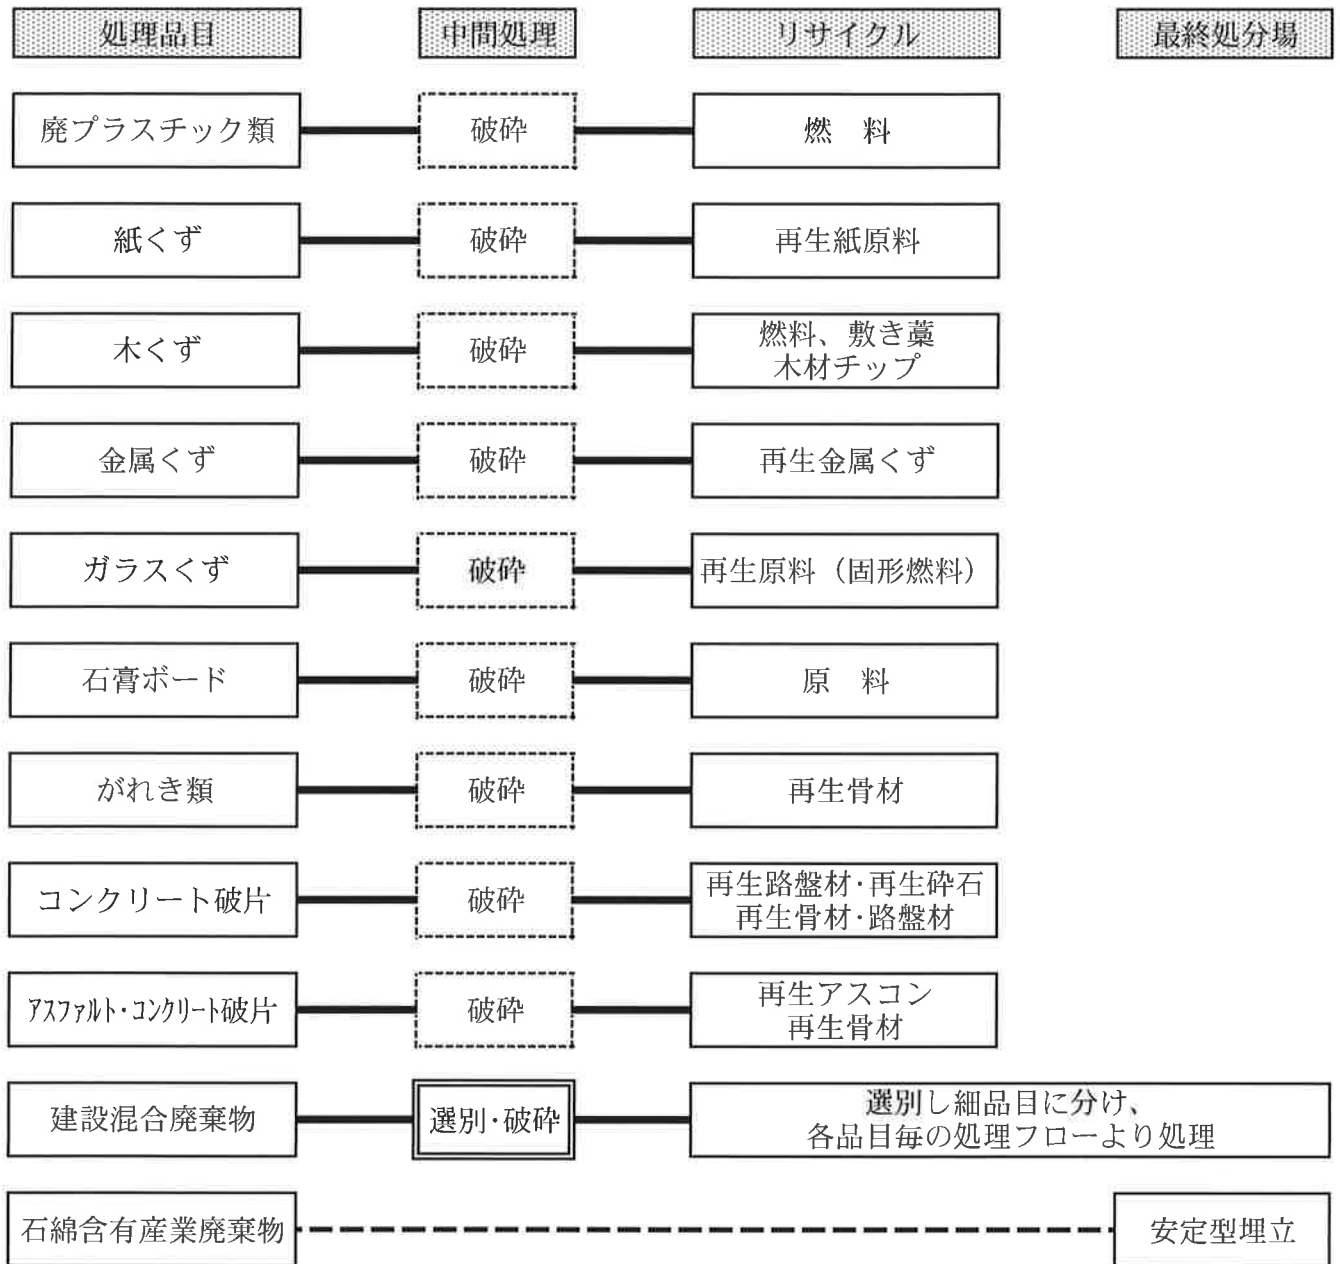 処理品目 中間処理 リサイクル 最終処分場
廃プラスチック類 破砕 燃　料
紙くず 破砕 再生紙原料
木くず 破砕 燃料、敷き藁
木材チップ
金属くず 破砕 再生金属くず
ガラスくず 破砕 再生原料（固形燃料）
石膏ボード 破砕 原　料
がれき類 破砕 再生骨材
コンクリート破片 破砕 再生路盤材・再生砕石
再生骨材・路盤材
ｱｽﾌｧﾙﾄ・ｺﾝｸﾘｰﾄ破片 破砕 再生アスコン
再生骨材
建設混合廃棄物 選別・破砕 選別し細品目に分け、
各品目毎の処理フローより処理
石綿含有産業廃棄物 安定型埋立